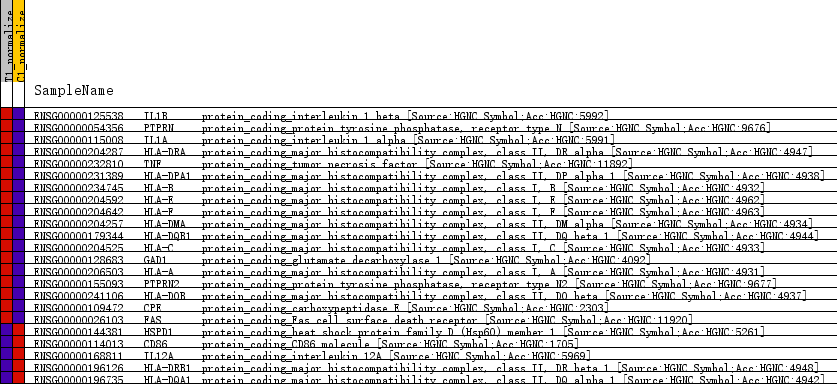 T1_normalize
C1_normalize
SampleName
ENSG00000125538 IL1B protein_coding_interleukin 1 beta [Source:HGNC Symbol;Acc:HGNC:5992]
ENSG00000054356 PTPRN protein_coding_protein tyrosine phosphatase, receptor type N [Source:HGNC Symbol;Acc:HGNC:9676]
ENSG00000115008 IL1A protein_coding_interleukin 1 alpha [Source:HGNC Symbol;Acc:HGNC:5991]
ENSG00000204287 HLA-DRA protein_coding_major histocompatibility complex, class II, DR alpha [Source:HGNC Symbol;Acc:HGNC:4947]
ENSG00000232810 TNF protein_coding_tumor necrosis factor [Source:HGNC Symbol;Acc:HGNC:11892]
ENSG00000231389 HLA-DPA1 protein_coding_major histocompatibility complex, class II, DP alpha 1 [Source:HGNC Symbol;Acc:HGNC:4938]
ENSG00000234745 HLA-B protein_coding_major histocompatibility complex, class I, B [Source:HGNC Symbol;Acc:HGNC:4932]
ENSG00000204592 HLA-E protein_coding_major histocompatibility complex, class I, E [Source:HGNC Symbol;Acc:HGNC:4962]
ENSG00000204642 HLA-F protein_coding_major histocompatibility complex, class I, F [Source:HGNC Symbol;Acc:HGNC:4963]
ENSG00000204257 HLA-DMA protein_coding_major histocompatibility complex, class II, DM alpha [Source:HGNC Symbol;Acc:HGNC:4934]
ENSG00000179344 HLA-DQB1 protein_coding_major histocompatibility complex, class II, DQ beta 1 [Source:HGNC Symbol;Acc:HGNC:4944]
ENSG00000204525 HLA-C protein_coding_major histocompatibility complex, class I, C [Source:HGNC Symbol;Acc:HGNC:4933]
ENSG00000128683 GAD1 protein_coding_glutamate decarboxylase 1 [Source:HGNC Symbol;Acc:HGNC:4092]
ENSG00000206503 HLA-A protein_coding_major histocompatibility complex, class I, A [Source:HGNC Symbol;Acc:HGNC:4931]
ENSG00000155093 PTPRN2 protein_coding_protein tyrosine phosphatase, receptor type N2 [Source:HGNC Symbol;Acc:HGNC:9677]
ENSG00000241106 HLA-DOB protein_coding_major histocompatibility complex, class II, DO beta [Source:HGNC Symbol;Acc:HGNC:4937]
ENSG00000109472 CPE protein_coding_carboxypeptidase E [Source:HGNC Symbol;Acc:HGNC:2303]
ENSG00000026103 FAS protein_coding_Fas cell surface death receptor [Source:HGNC Symbol;Acc:HGNC:11920]
ENSG00000144381 HSPD1 protein_coding_heat shock protein family D (Hsp60) member 1 [Source:HGNC Symbol;Acc:HGNC:5261]
ENSG00000114013 CD86 protein_coding_CD86 molecule [Source:HGNC Symbol;Acc:HGNC:1705]
ENSG00000168811 IL12A protein_coding_interleukin 12A [Source:HGNC Symbol;Acc:HGNC:5969]
ENSG00000196126 HLA-DRB1 protein_coding_major histocompatibility complex, class II, DR beta 1 [Source:HGNC Symbol;Acc:HGNC:4948]
ENSG00000196735 HLA-DQA1 protein_coding_major histocompatibility complex, class II, DQ alpha 1 [Source:HGNC Symbol;Acc:HGNC:4942]